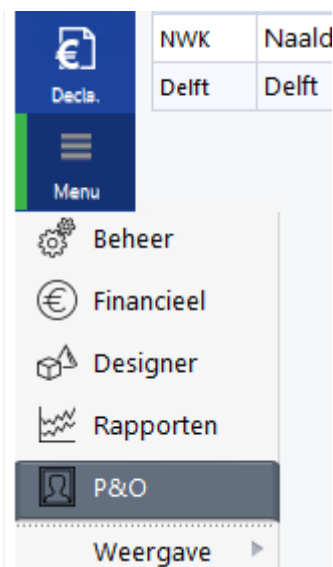 NWK Naald
Decla.
Delft Delft
Menu
Beheer
Financieel
Designer
Rapporten
P&O
Weergave